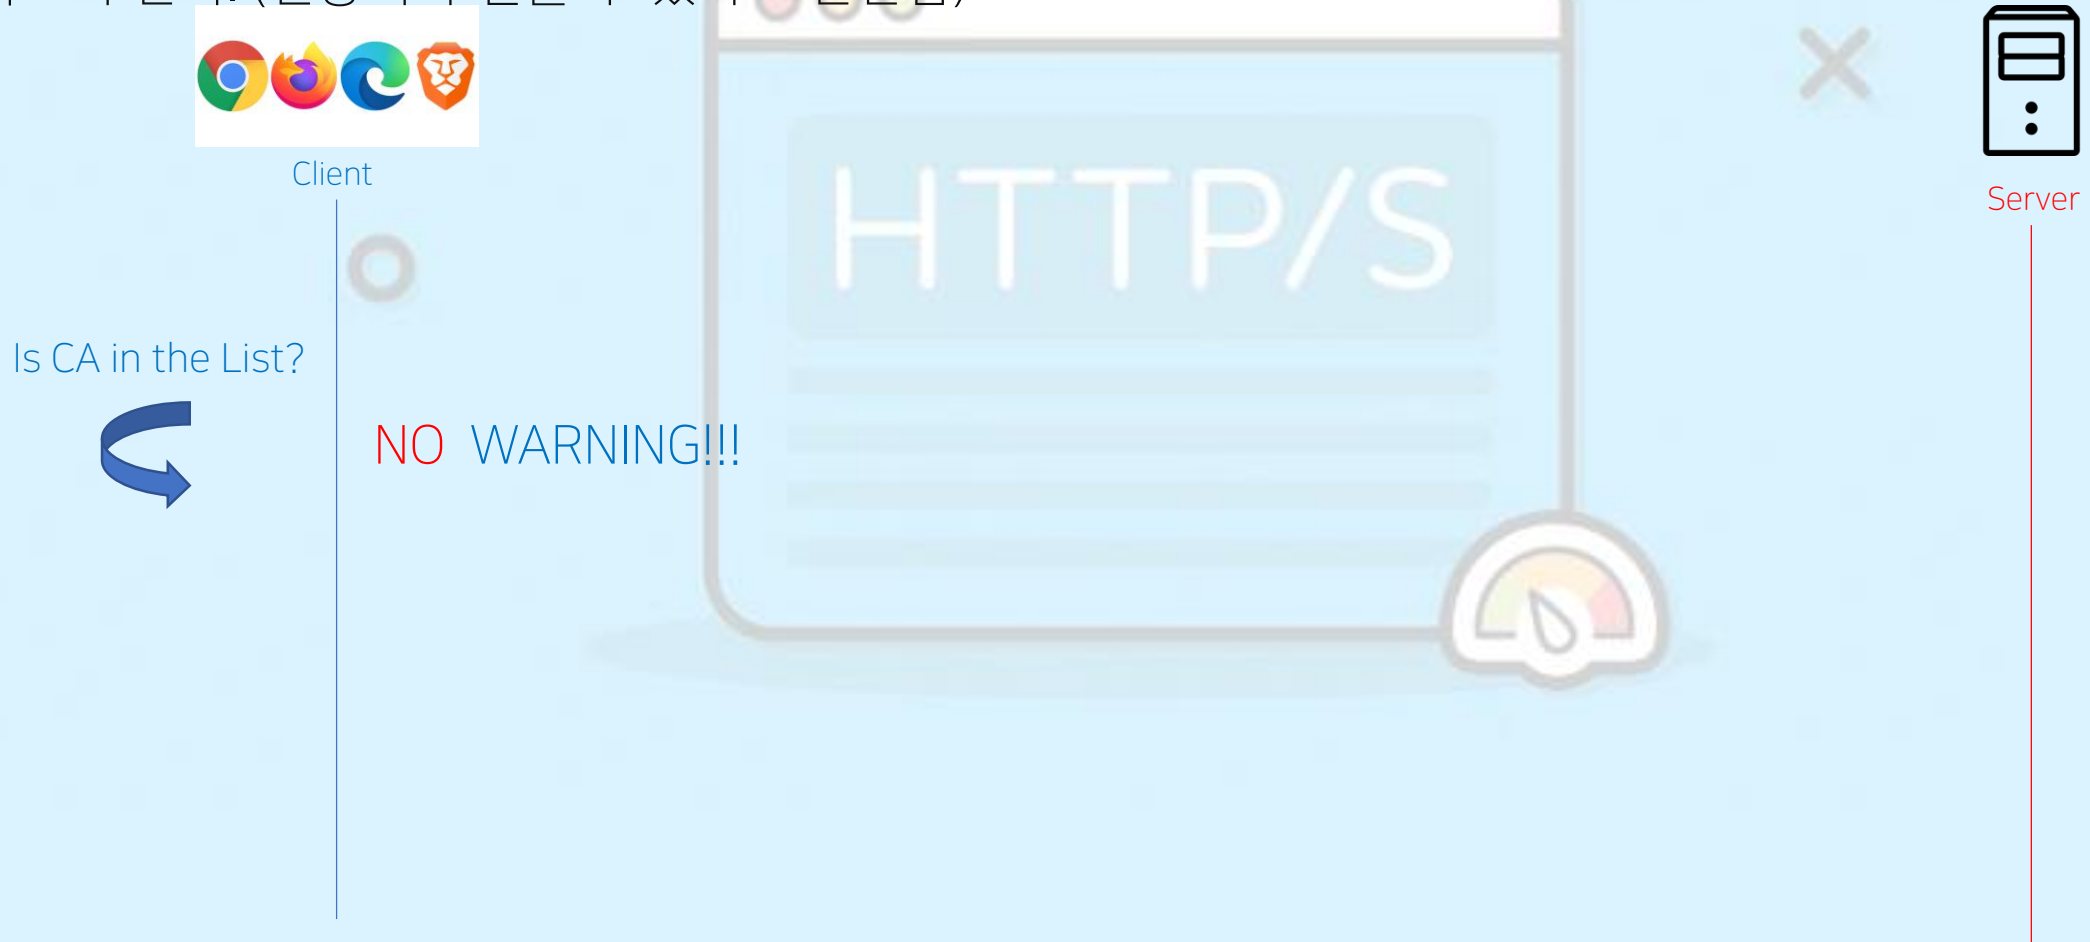 Client
HTTP/S
Server
Is CA in the List?
NO WARNING!!!